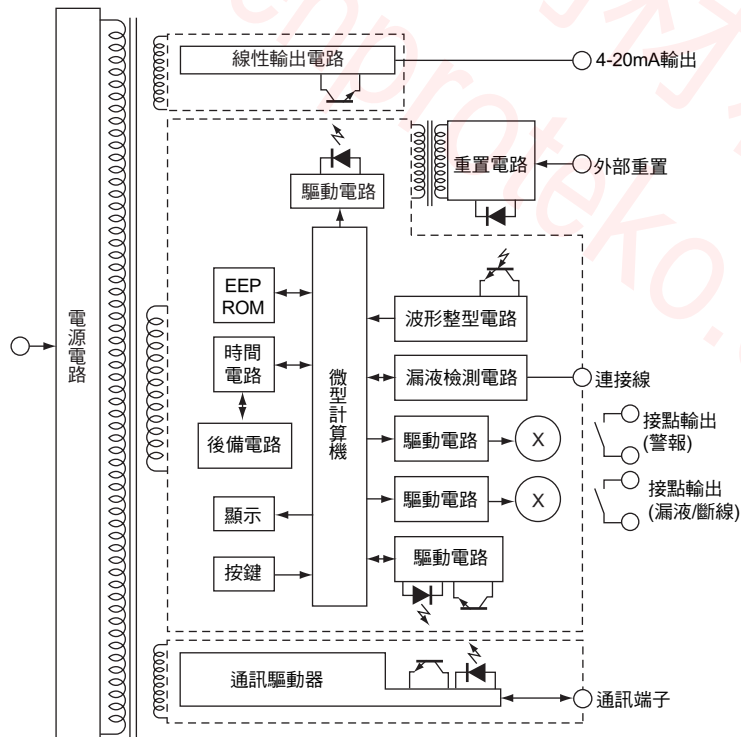 線性輸出電路
4-20mA輸出
重置電路
外部重置
驅動電路
EEP
ROM
波形整型電路
電源電路
時間
電路
微型計算機
漏液檢測電路
連接線
後備電路
驅動電路
X
接點輸出
(警報)
驅動電路
X
接點輸出
(漏液/斷線)
顯示
驅動電路
按鍵
通訊驅動器
通訊端子